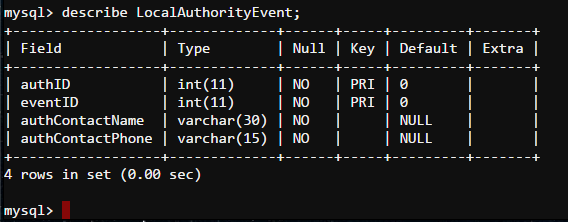 mysql> describe LocalAuthorityEvent;
+------------------+-------------+------+-----+---------+-------+
| Field            | Type        | Null | Key | Default | Extra |
+------------------+-------------+------+-----+---------+-------+
| authID           | int(11)     | NO   | PRI | 0       |       |
| eventID          | int(11)     | NO   | PRI | 0       |       |
| authContactName  | varchar(30) | NO   |     | NULL    |       |
| authContactPhone | varchar(15) | NO   |     | NULL    |       |
+------------------+-------------+------+-----+---------+-------+
4 rows in set (0.00 sec)
mysql>